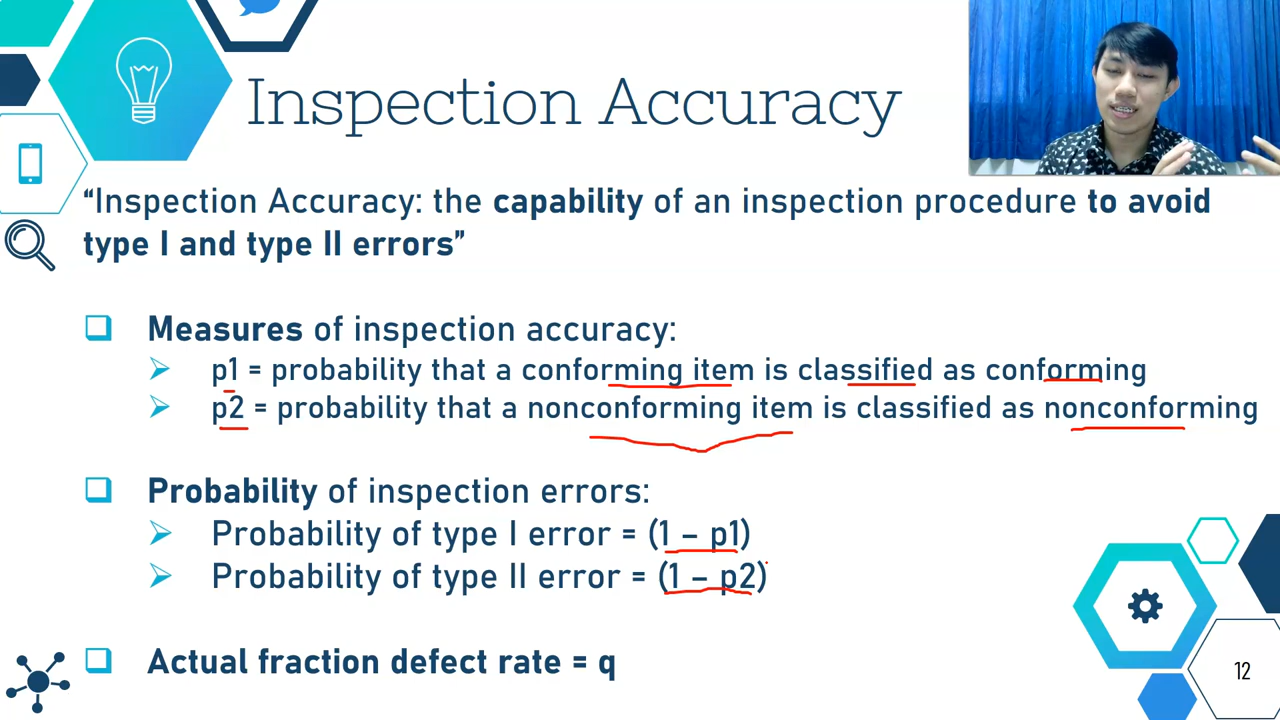 Inspection Accuracy
“Inspection Accuracy: the capability of an inspection procedure to avoid
type I and type II errors”
Measures of inspection accuracy:
p1 = probability that a conforming item is classified as conforming
p2 = probability that a nonconforming item is classified as nonconforming
Probability of inspection errors:
Probability of type I error = (1 – p1)
Probability of type II error = (1 – p2)
Actual fraction defect rate = q
12